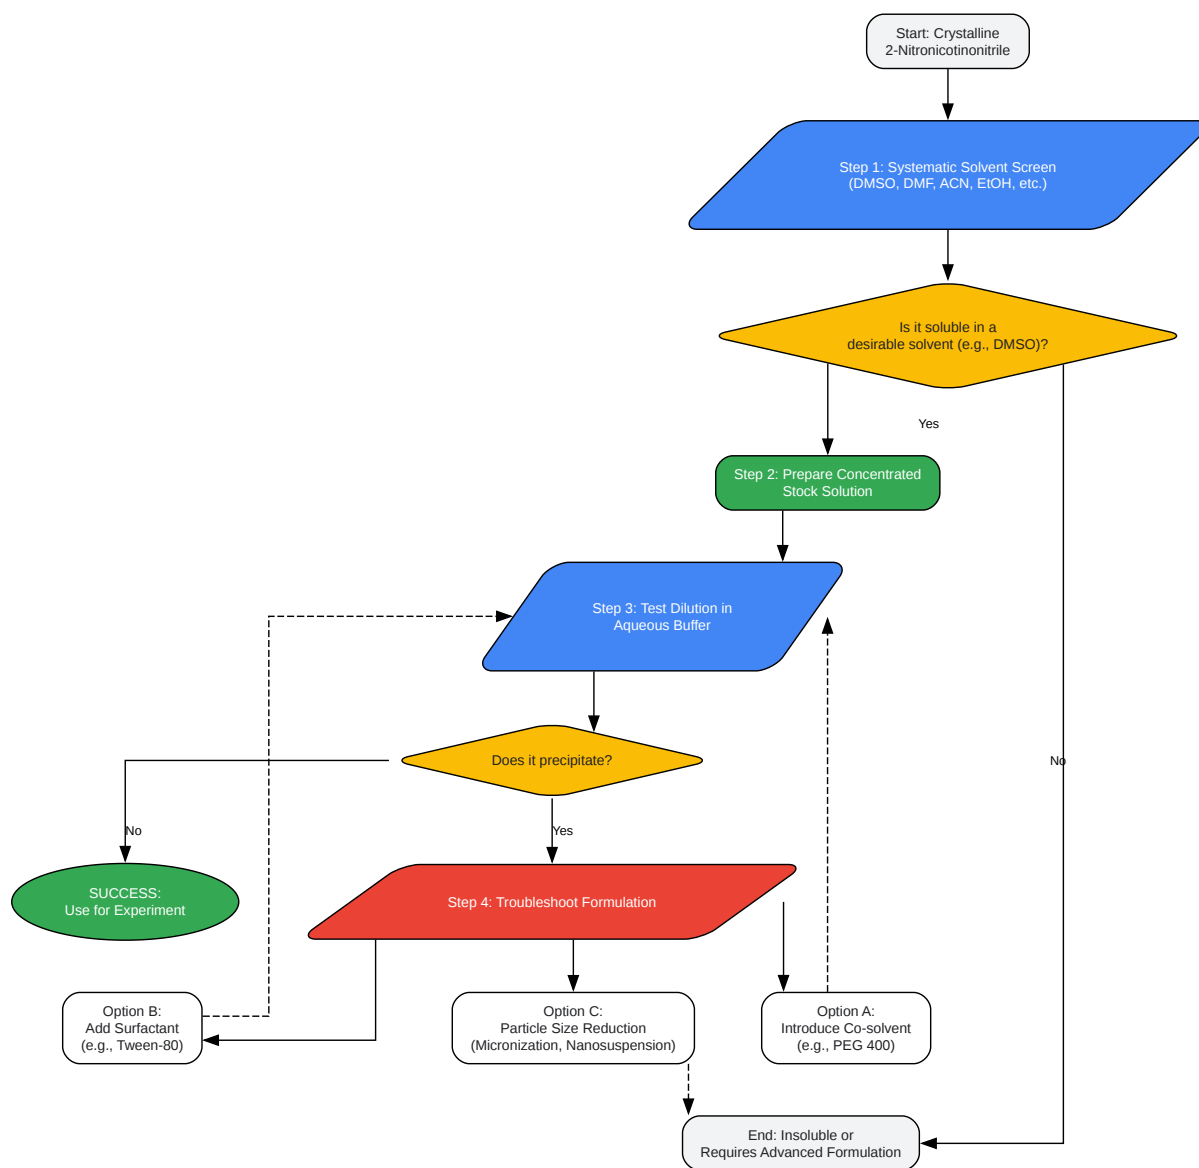 Start: Crystalline
2-Nitronicotinonitrile
Step 1: Systematic Solvent Screen
(DMSO, DMF, ACN, EtOH, etc.)
Is it soluble in a
desirable solvent (e.g., DMSO)?
Yes
Step 2: Prepare Concentrated
Stock Solution
Step 3: Test Dilution in
Aqueous Buffer
Does it precipitate?
No
No
Yes
SUCCESS:
Use for Experiment
Step 4: Troubleshoot Formulation
Option B:
Add Surfactant
(e.g., Tween-80)
Option C:
Particle Size Reduction
(Micronization, Nanosuspension)
Option A:
Introduce Co-solvent
(e.g., PEG 400)
End: Insoluble or
Requires Advanced Formulation